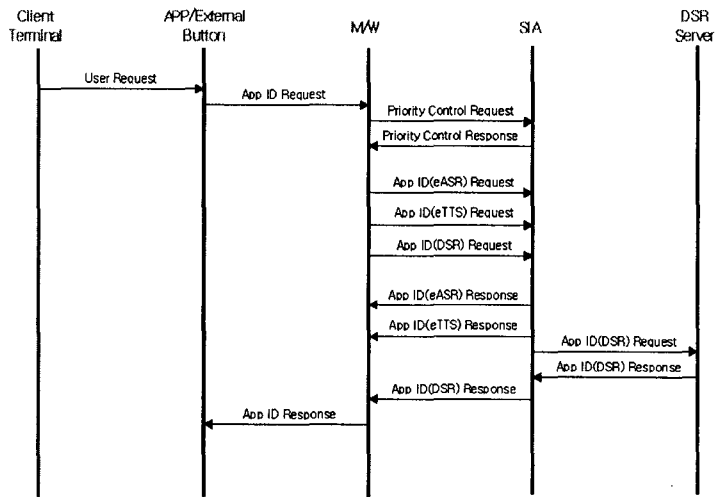 Client
Terminal
APP/External
Button
M/W
SIA
DSR
Server
User Request
App ID Request
Priority Control Request
Priority Control Response
App ID(eASR) Request
App ID(eTTS) Request
App ID(DSR) Request
App ID(eASR) Response
App ID(eTTS) Response
App ID(DSR) Request
App ID(DSR) Response
App ID(DSR) Response
App ID Response